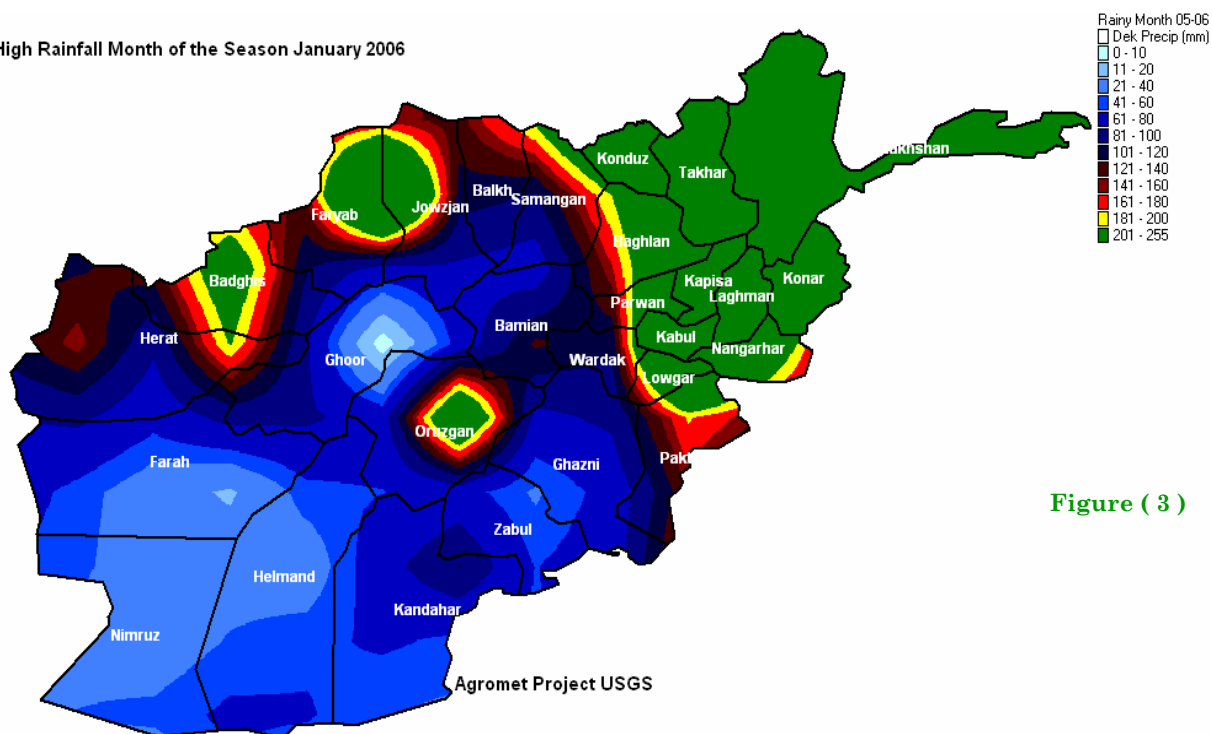 High Rainfall Month of the Season January 2006
Rainy Month 05-06
Dek Precip (mm)
0 - 10
11 - 20
21 - 40
41 - 60
61 - 80
81 - 100
101 - 120
121 - 140
141 - 160
161 - 180
181 - 200
201 - 255
Konduz
Takhar
ukhshan
Balkh
Samangan
Jowzjan
Faryab
Baghlan
Badghis
Kapisa
Konar
Laghman
Parwan
Bamian
Herat
Kabul
Nangarhar
Ghoor
Wardak
Lowgar
Oruzgan
Farah
Ghazni
Pakt
Figure ( 3 )
Zabul
Helmand
Kandahar
Nimruz
Agromet Project USGS